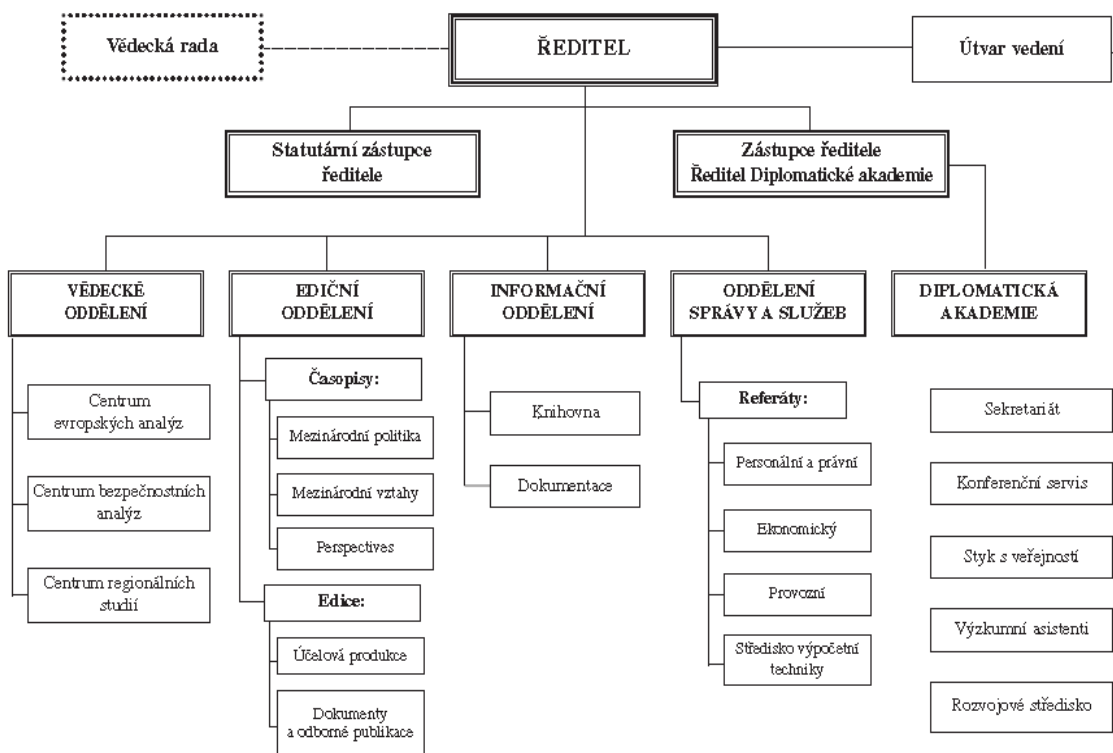 Vědecká rada
ŘEDITEL
Útvar vedení
Statutární zástupce
ředitele
Zástupce ředitele
Ředitel Diplomatické akademie
VĚDECKÉ
ODDĚLENÍ
EDIČNÍ
ODDĚLENÍ
INFORMAČNÍ
ODDĚLENÍ
ODDĚLENÍ
SPRÁVY A SLUŽEB
DIPLOMATICKÁ
AKADEMIE
Centrum
evropských analýz
Centrum bezpečnostních
analýz
Centrum regionálních
studií
Časopisy:
Mezinárodní politika
Mezinárodní vztahy
Perspectives
Edice:
Účelová produkce
Dokumenty
a odborné publikace
Knihovna
Dokumentace
Referáty:
Personální a právní
Ekonomický
Provozní
Středisko výpočetní
techniky
Sekretariát
Konferenční servis
Styk s veřejností
Výzkumní asistenti
Rozvojové středisko